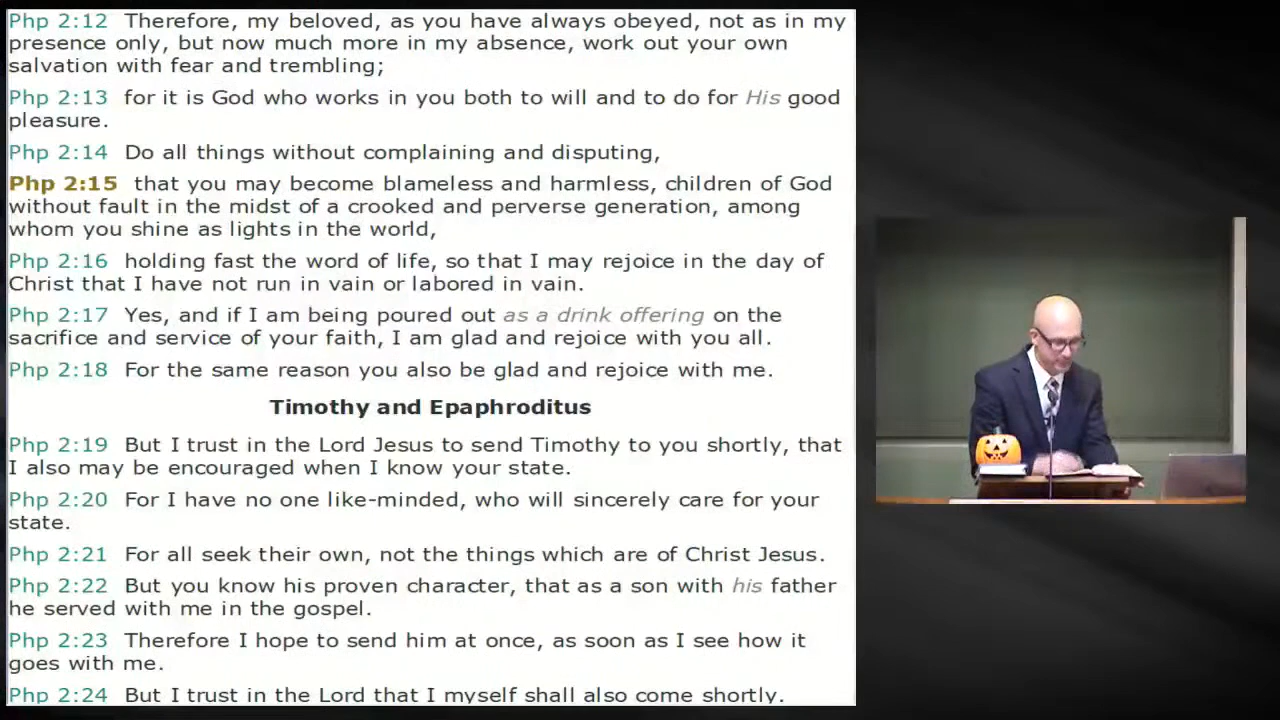 Php 2:12 Therefore, my beloved, as you have always obeyed, not as in my
presence only, but now much more in my absence, work out your own
salvation with fear and trembling;
Php 2:13 for it is God who works in you both to will and to do for His good
pleasure.
Php 2:14 Do all things without complaining and disputing,
Php 2:15 that you may become blameless and harmless, children of God
without fault in the midst of a crooked and perverse generation, among
whom you shine as lights in the world,
Php 2:16 holding fast the word of life, so that I may rejoice in the day of
Christ that I have not run in vain or labored in vain.
Php 2:17 Yes, and if I am being poured out as a drink offering on the
sacrifice and service of your faith, I am glad and rejoice with you all.
Php 2:18 For the same reason you also be glad and rejoice with me.
Timothy and Epaphroditus
Php 2:19 But I trust in the Lord Jesus to send Timothy to you shortly, that
I also may be encouraged when I know your state.
Php 2:20 For I have no one like-minded, who will sincerely care for your
state.
Php 2:21 For all seek their own, not the things which are of Christ Jesus.
Php 2:22 But you know his proven character, that as a son with his father
he served with me in the gospel.
Php 2:23 Therefore I hope to send him at once, as soon as I see how it
goes with me.
Php 2:24 But I trust in the Lord that I myself shall also come shortly.